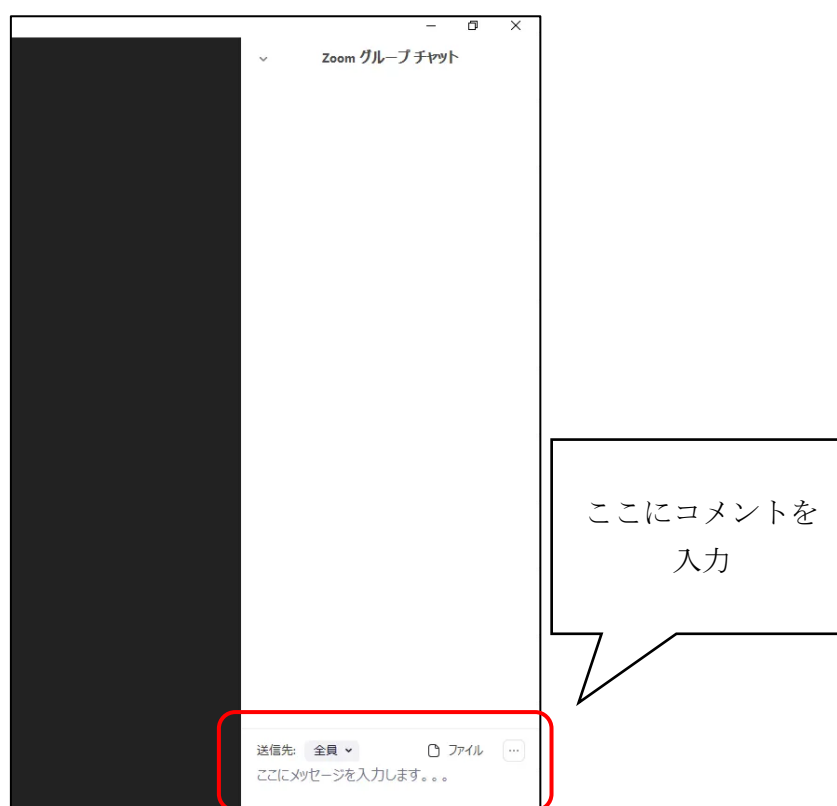 Zoom グループ チャット
ここにコメントを
入力
送信先: 全員 ファイル ...
ここにメッセージを入力します。。。